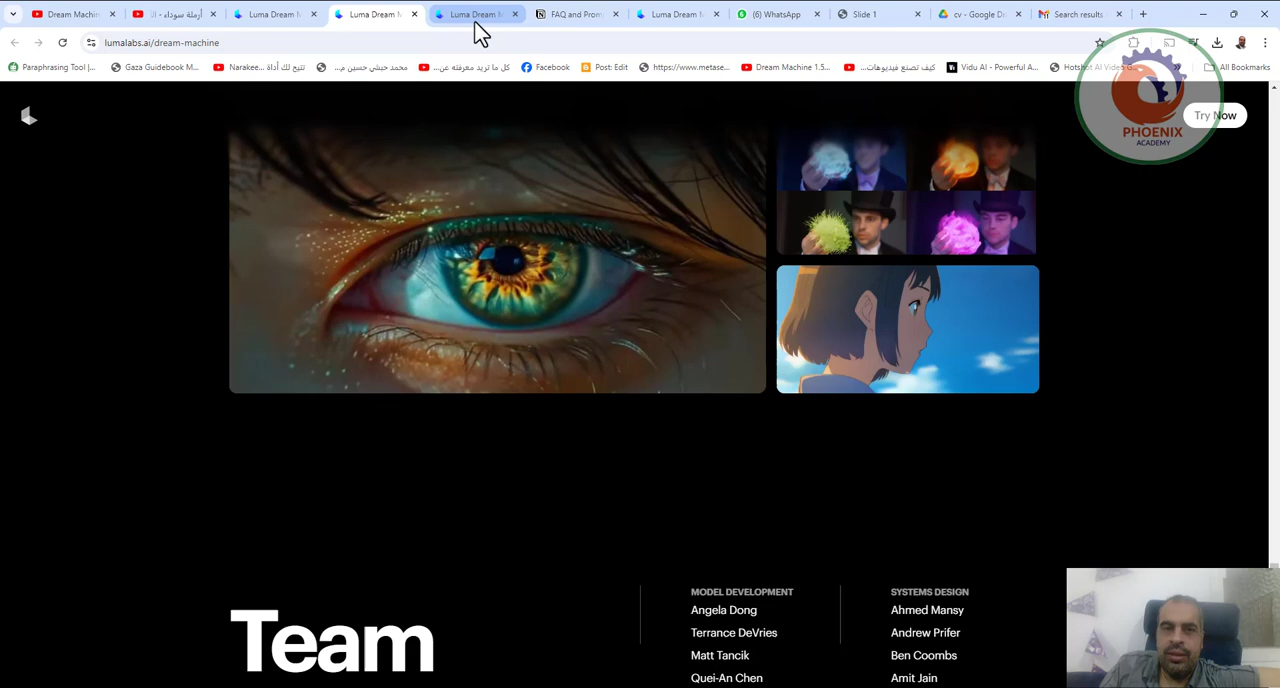 Dream Machin
أرملة سوداء - الذ
Luma Dream M
Luma Dream M
Luma Dream M
FAQ and Prom
Luma Dream M
(6) WhatsApp
Slide 1
cv - Google Dr
Search results
lumalabs.ai/dream-machine
Paraphrasing Tool |...
Gaza Guidebook M...
Narakee... تتيح لك أداة
محمد حبشي حسين م...
كل ما تريد معرفته عن...
Facebook
Post: Edit
https://www.metase...
Dream Machine 1.5...
كيف تصنع فيديوهات...
Vidu AI - Powerful A...
Hotshot AI Video G...
All Bookmarks
Try Now
PHOENIX
ACADEMY
Team
MODEL DEVELOPMENT
Angela Dong
Terrance DeVries
Matt Tancik
Quei-An Chen
SYSTEMS DESIGN
Ahmed Mansy
Andrew Prifer
Ben Coombs
Amit Jain